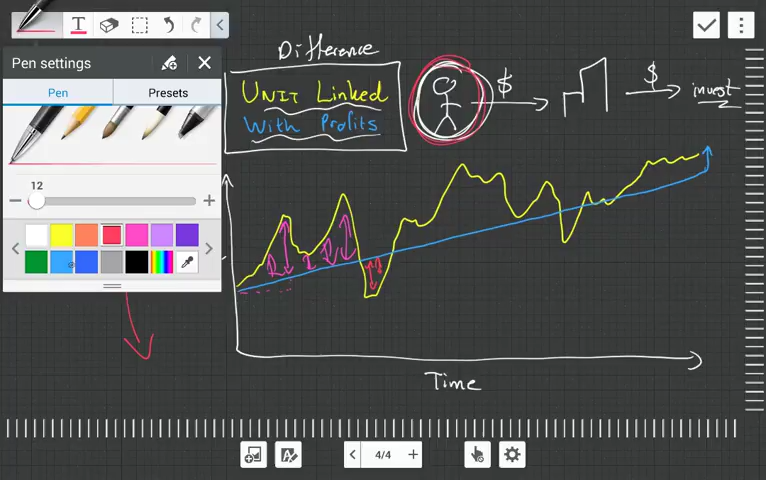 T
Pen settings
Pen
Presets
12
Difference
UNIT Linked
With Profits
$
$
invest
Time
4/4